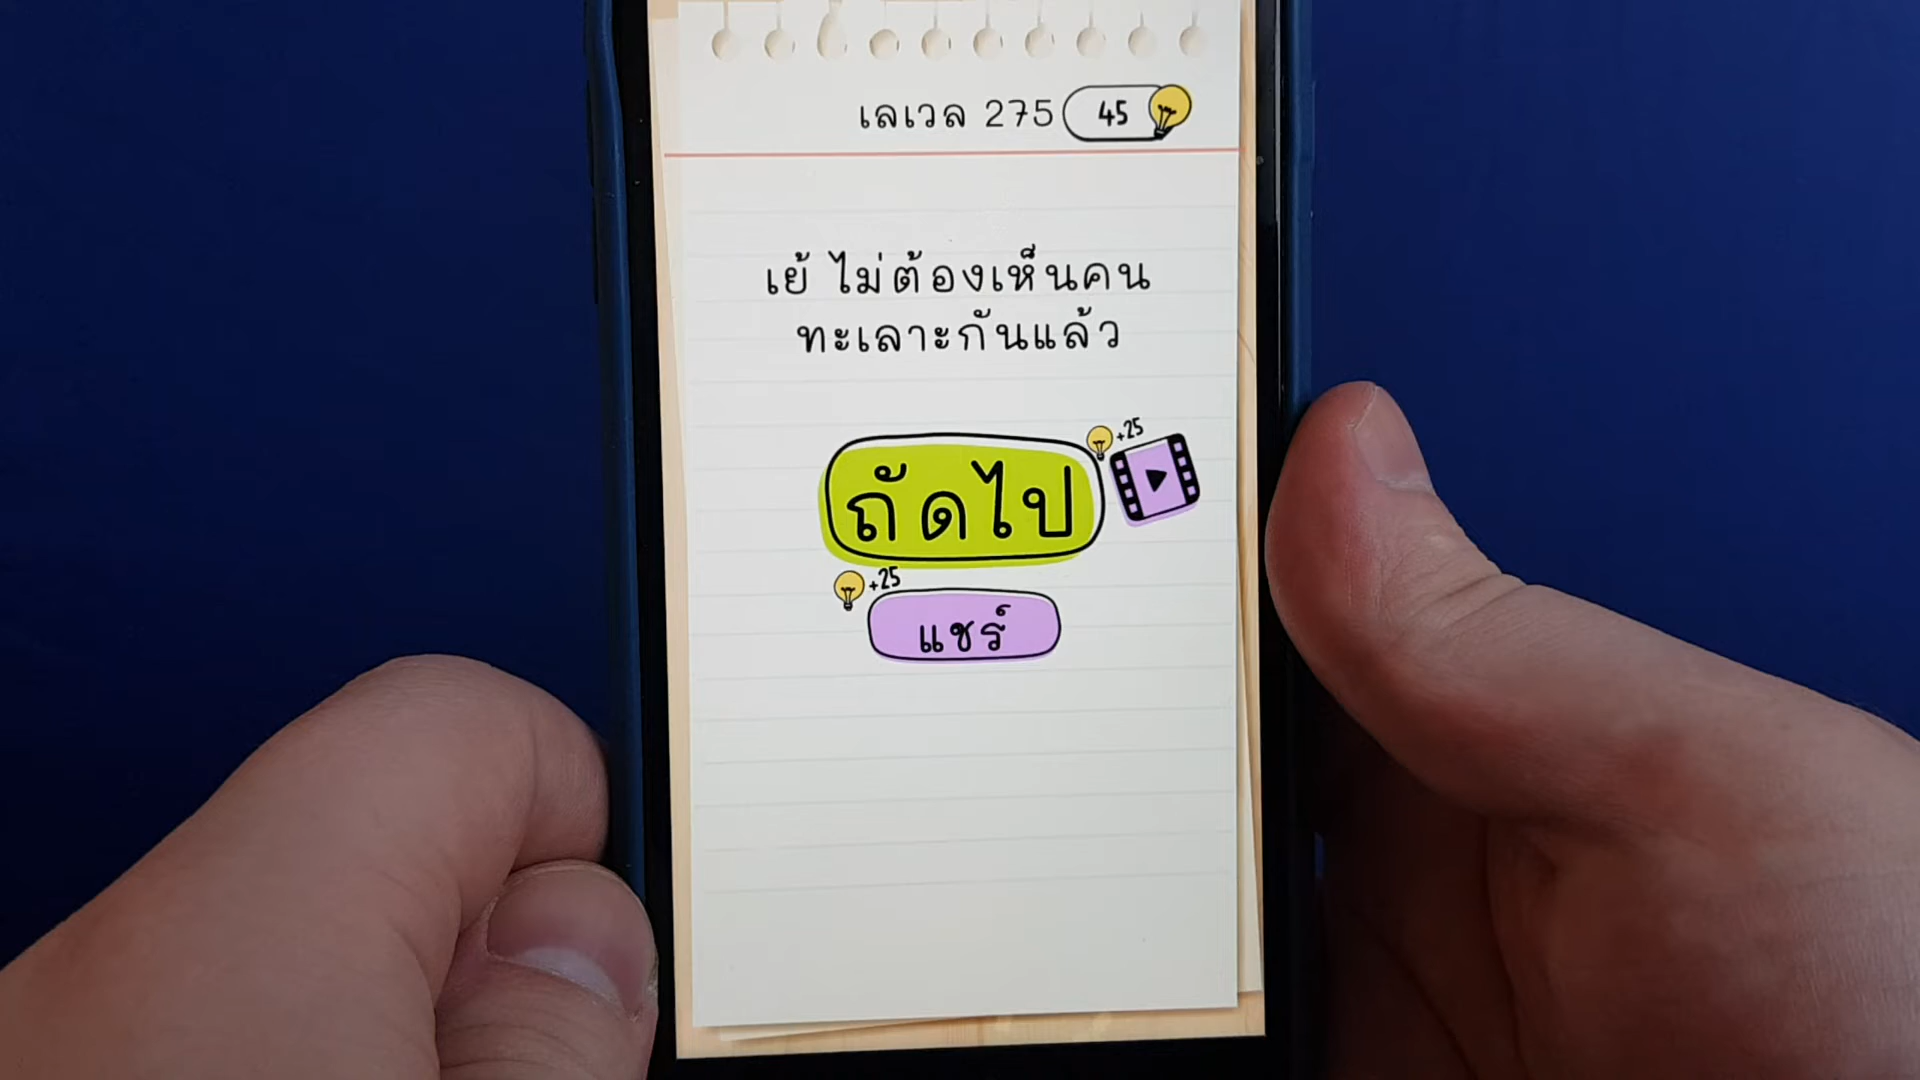 เลเวล 275
45
เย้ ไม่ต้องเห็นคน
ทะเลาะกันแล้ว
+25
ถัดไป
+25
แชร์